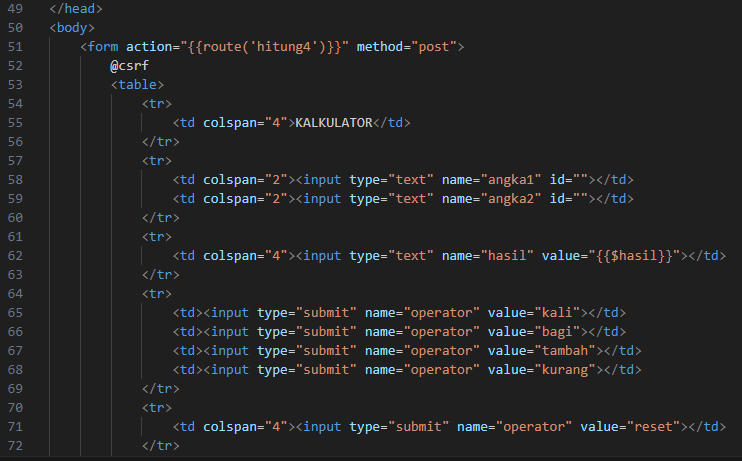 49 </head>
50 <body>
51 <form action="{{route('hitung4')}}" method="post">
52 @csrf
53 <table>
54 <tr>
55 <td colspan="4">KALKULATOR</td>
56 </tr>
57 <tr>
58 <td colspan="2"><input type="text" name="angka1" id=""></td>
59 <td colspan="2"><input type="text" name="angka2" id=""></td>
60 </tr>
61 <tr>
62 <td colspan="4"><input type="text" name="hasil" value="{{$hasil}}"></td>
63 </tr>
64 <tr>
65 <td><input type="submit" name="operator" value="kali"></td>
66 <td><input type="submit" name="operator" value="bagi"></td>
67 <td><input type="submit" name="operator" value="tambah"></td>
68 <td><input type="submit" name="operator" value="kurang"></td>
69 </tr>
70 <tr>
71 <td colspan="4"><input type="submit" name="operator" value="reset"></td>
72 </tr>